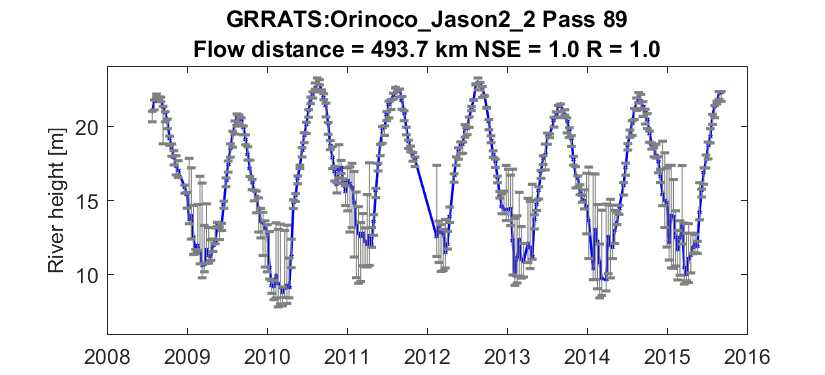 GRRATS:Orinoco_Jason2_2 Pass 89
Flow distance = 493.7 km NSE = 1.0 R = 1.0
River height [m]
20
15
10
2008 2009 2010 2011 2012 2013 2014 2015 2016